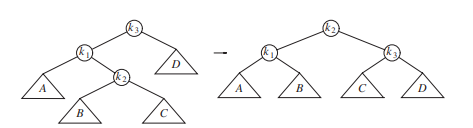 k3 k2
k1 k1 k3
D
k2
A A B C D
B C